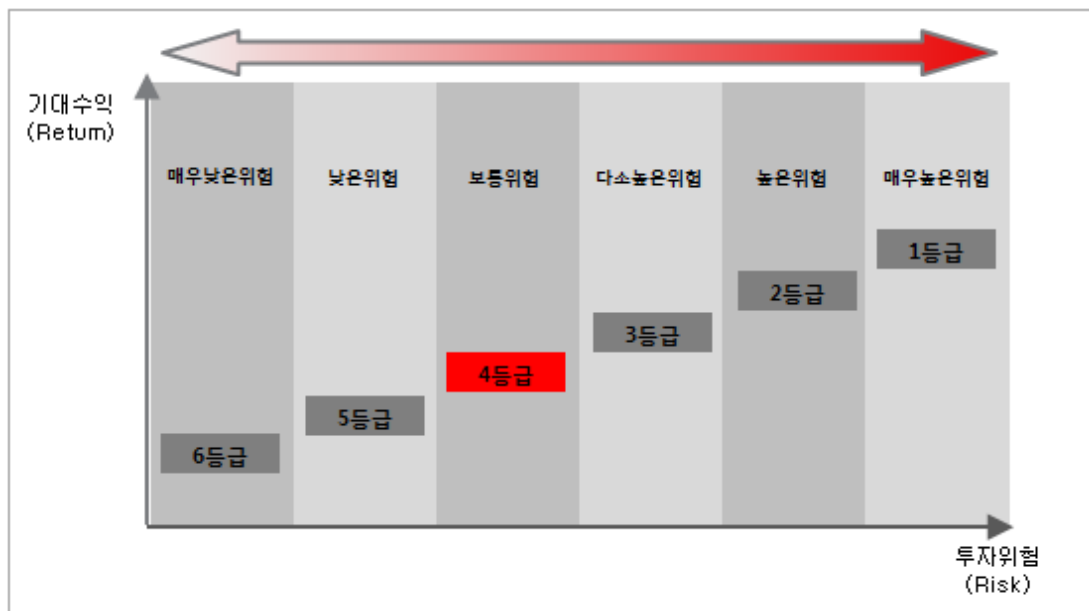 기대수익
(Return)
매우낮은위험
낮은위험
보통위험
다소높은위험
높은위험
매우높은위험
1등급
2등급
3등급
4등급
5등급
6등급
투자위험
(Risk)